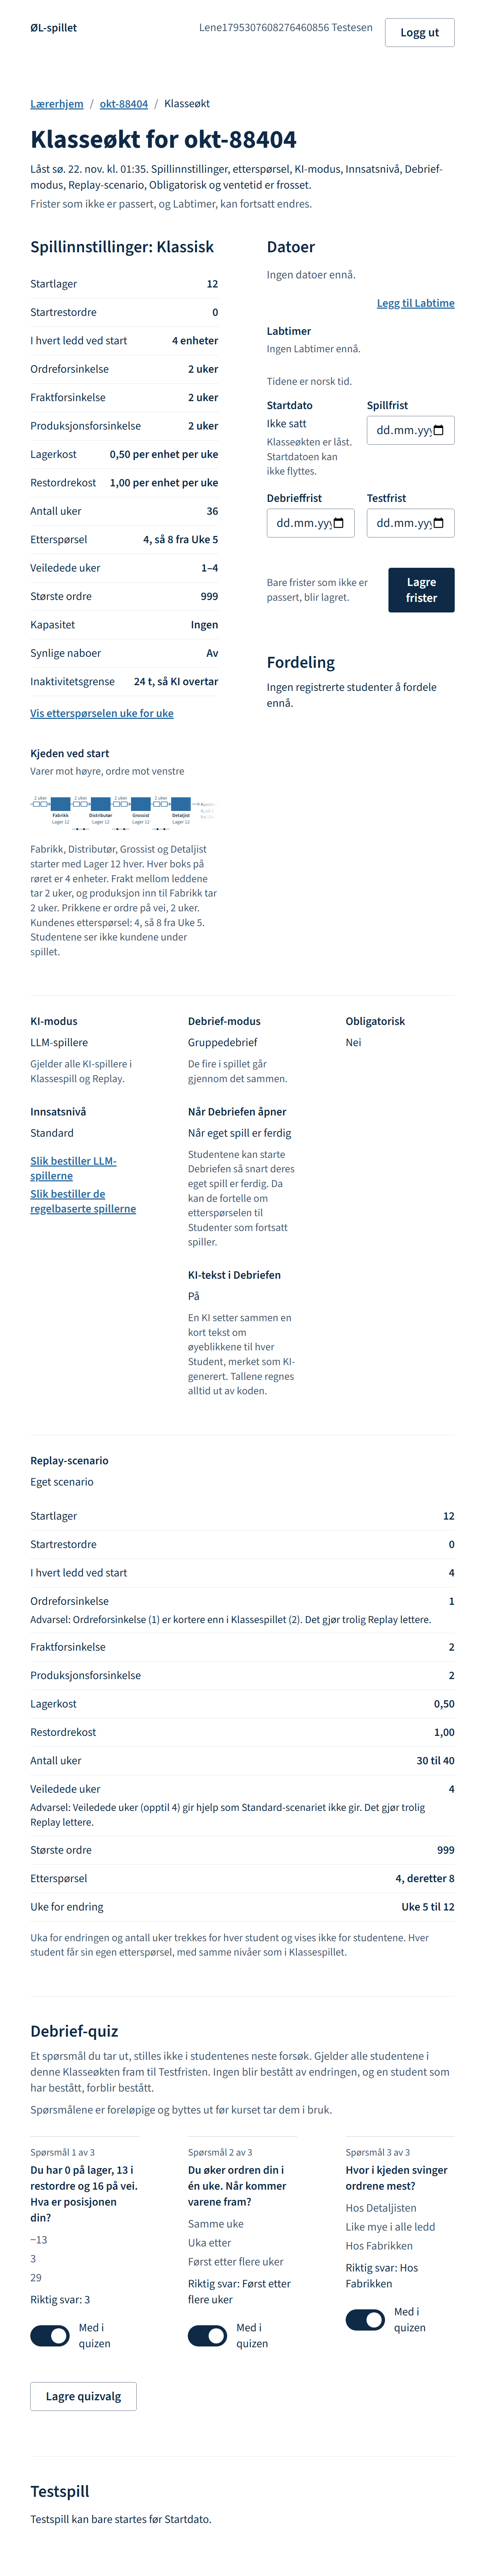 ØL-spillet
Lene1795307608276460856 Testesen
Logg ut
Lærerhjem / okt-88404 / Klasseøkt
Klasseøkt for okt-88404
Låst sø. 22. nov. kl. 01:35. Spillinnstillinger, etterspørsel, KI-modus, Innsatsnivå, Debrief-
modus, Replay-scenario, Obligatorisk og ventetid er frosset.
Frister som ikke er passert, og Labtimer, kan fortsatt endres.
Spillinnstillinger: Klassisk
Startlager 12
Startrestordre 0
I hvert ledd ved start 4 enheter
Ordreforsinkelse 2 uker
Fraktforsinkelse 2 uker
Produksjonsforsinkelse 2 uker
Lagerkost 0,50 per enhet per uke
Restordrekost 1,00 per enhet per uke
Antall uker 36
Etterspørsel 4, så 8 fra Uke 5
Veiledede uker 1–4
Største ordre 999
Kapasitet Ingen
Synlige naboer Av
Inaktivitetsgrense 24 t, så KI overtar
Vis etterspørselen uke for uke
Kjeden ved start
Varer mot høyre, ordre mot venstre
2 uker 2 uker 2 uker 2 uker
Fabrikk Distributør Grossist Detaljist
Lager 12 Lager 12 Lager 12 Lager 12
Fabrikk, Distributør, Grossist og Detaljist
starter med Lager 12 hver. Hver boks på
røret er 4 enheter. Frakt mellom leddene
tar 2 uker, og produksjon inn til Fabrikk tar
2 uker. Prikkene er ordre på vei, 2 uker.
Kundenes etterspørsel: 4, så 8 fra Uke 5.
Studentene ser ikke kundene under
spillet.
Datoer
Ingen datoer ennå.
Legg til Labtime
Labtimer
Ingen Labtimer ennå.
Tidene er norsk tid.
Startdato
Ikke satt
Klasseøkten er låst.
Startdatoen kan
ikke flyttes.
Spillfrist
dd.mm.yyy
Debrieffrist
dd.mm.yyy
Testfrist
dd.mm.yyy
Bare frister som ikke er
passert, blir lagret.
Lagre
frister
Fordeling
Ingen registrerte studenter å fordele
ennå.
KI-modus
LLM-spillere
Gjelder alle KI-spillere i
Klassespill og Replay.
Innsatsnivå
Standard
Slik bestiller LLM-
spillerne
Slik bestiller de
regelbaserte spillerne
Debrief-modus
Gruppedebrief
De fire i spillet går
gjennom det sammen.
Når Debriefen åpner
Når eget spill er ferdig
Studentene kan starte
Debriefen så snart deres
eget spill er ferdig. Da
kan de fortelle om
etterspørselen til
Studenter som fortsatt
spiller.
KI-tekst i Debriefen
På
En KI setter sammen en
kort tekst om
øyeblikkene til hver
Student, merket som KI-
generert. Tallene regnes
alltid ut av koden.
Obligatorisk
Nei
Replay-scenario
Eget scenario
Startlager 12
Startrestordre 0
I hvert ledd ved start 4
Ordreforsinkelse 1
Advarsel: Ordreforsinkelse (1) er kortere enn i Klassespillet (2). Det gjør trolig Replay lettere.
Fraktforsinkelse 2
Produksjonsforsinkelse 2
Lagerkost 0,50
Restordrekost 1,00
Antall uker 30 til 40
Veiledede uker 4
Advarsel: Veiledede uker (opptil 4) gir hjelp som Standard-scenariet ikke gir. Det gjør trolig
Replay lettere.
Største ordre 999
Etterspørsel 4, deretter 8
Uke for endring Uke 5 til 12
Uka for endringen og antall uker trekkes for hver student og vises ikke for studentene. Hver
student får sin egen etterspørsel, med samme nivåer som i Klassespillet.
Debrief-quiz
Et spørsmål du tar ut, stilles ikke i studentenes neste forsøk. Gjelder alle studentene i
denne Klasseøkten fram til Testfristen. Ingen blir bestått av endringen, og en student som
har bestått, forblir bestått.
Spørsmålene er foreløpige og byttes ut før kurset tar dem i bruk.
Spørsmål 1 av 3
Du har 0 på lager, 13 i
restordre og 16 på vei.
Hva er posisjonen
din?
−13
3
29
Riktig svar: 3
Med i
quizen
Spørsmål 2 av 3
Du øker ordren din i
én uke. Når kommer
varene fram?
Samme uke
Uka etter
Først etter flere uker
Riktig svar: Først etter
flere uker
Med i
quizen
Spørsmål 3 av 3
Hvor i kjeden svinger
ordrene mest?
Hos Detaljisten
Like mye i alle ledd
Hos Fabrikken
Riktig svar: Hos
Fabrikken
Med i
quizen
Lagre quizvalg
Testspill
Testspill kan bare startes før Startdato.